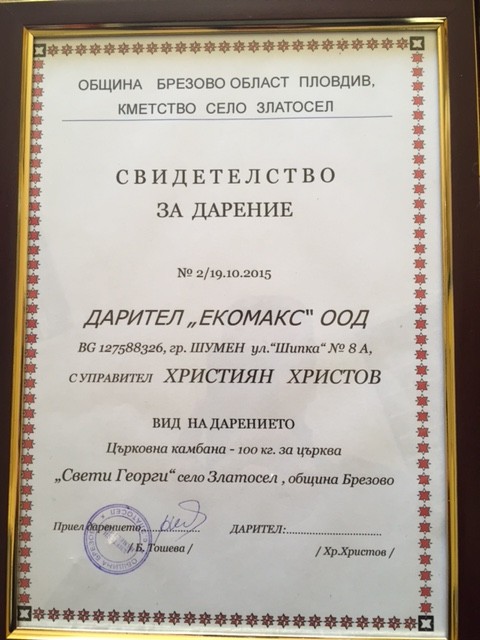 ОБЩИНА БРЕЗОВО ОБЛАСТ ПЛОВДИВ,
КМЕТСТВО СЕЛО ЗЛАТОСЕЛ
СВИДЕТЕЛСТВО
ЗА ДАРЕНИЕ
№ 2/19.10.2015
ДАРИТЕЛ „ЕКОМАКС" ООД
BG 127588326, гр. ШУМЕН ул.“Шипка“ № 8 А,
С УПРАВИТЕЛ ХРИСТИЯН ХРИСТОВ
ВИД НА ДАРЕНИЕТО
Църковна камбана - 100 кг. за църква
„Свети Георги“ село Златосел , община Брезово
Приел дарението.................. ДАРИТЕЛ:............................
/ Б. Тошева / / Хр.Христов /